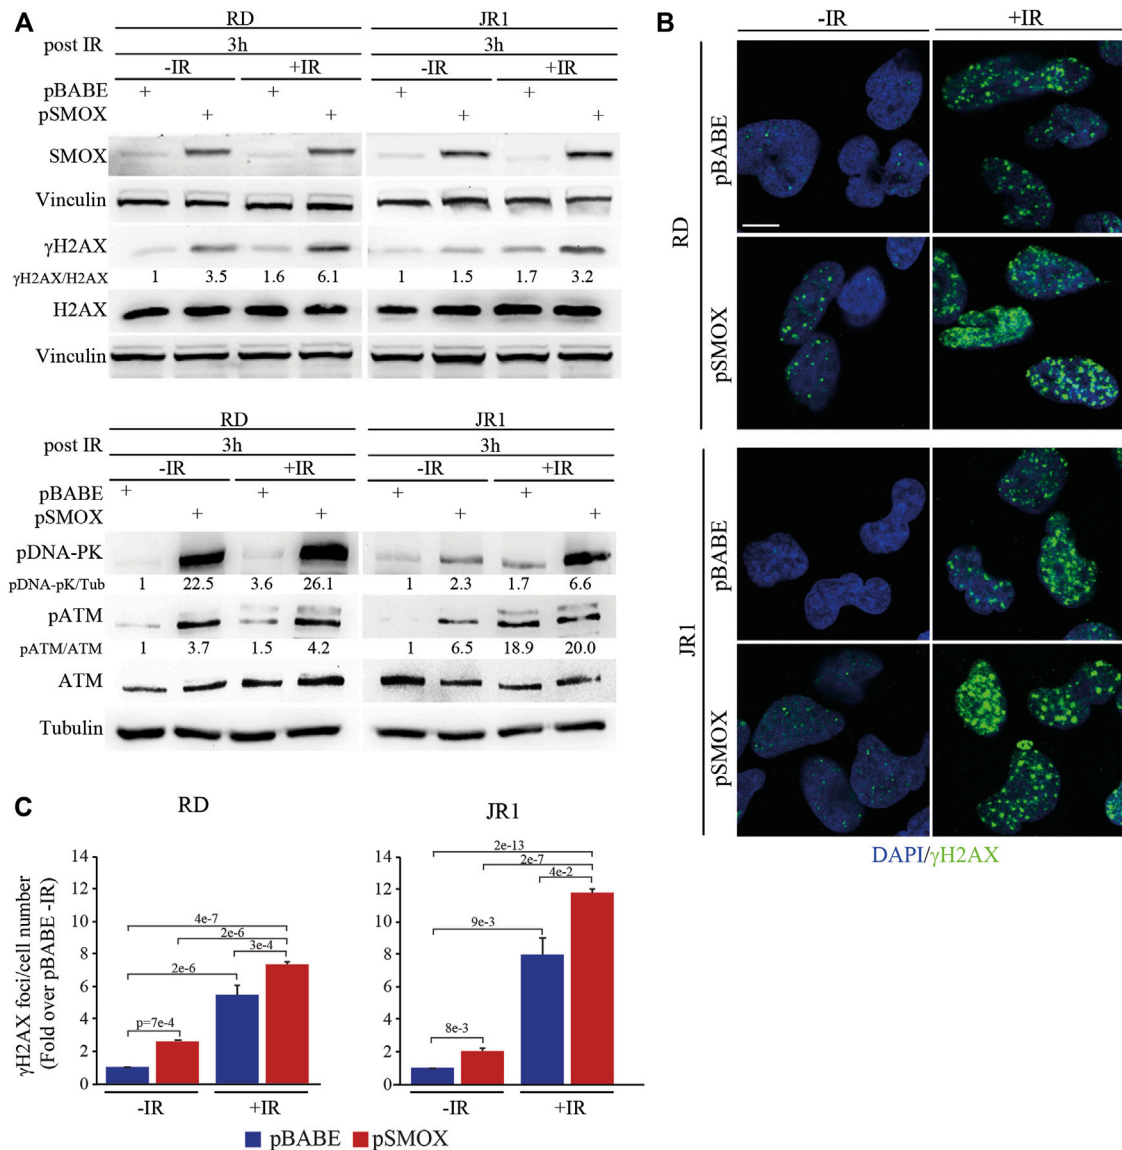 A
RD JR1
post IR 3h 3h
-IR +IR -IR +IR
pBABE + + + +
pSMOX + + + +
SMOX
Vinculin
γH2AX
γH2AX/H2AX 1 3.5 1.6 6.1 1 1.5 1.7 3.2
H2AX
Vinculin
RD JR1
post IR 3h 3h
-IR +IR -IR +IR
pBABE + + + +
pSMOX + + + +
pDNA-PK
pDNA-pK/Tub 1 22.5 3.6 26.1 1 2.3 1.7 6.6
pATM
pATM/ATM 1 3.7 1.5 4.2 1 6.5 18.9 20.0
ATM
Tubulin
B
-IR +IR
RD
pBABE
pSMOX
JR1
pBABE
pSMOX
DAPI/γH2AX
C
RD
γH2AX foci/cell number
(Fold over pBABE -IR)
14
12
10
8
6
4
2
0
4e-7
2e-6
3e-4
2e-6
p=7e-4
-IR +IR
JR1
14
12
10
8
6
4
2
0
2e-13
2e-7
4e-2
9e-3
8e-3
-IR +IR
pBABE pSMOX